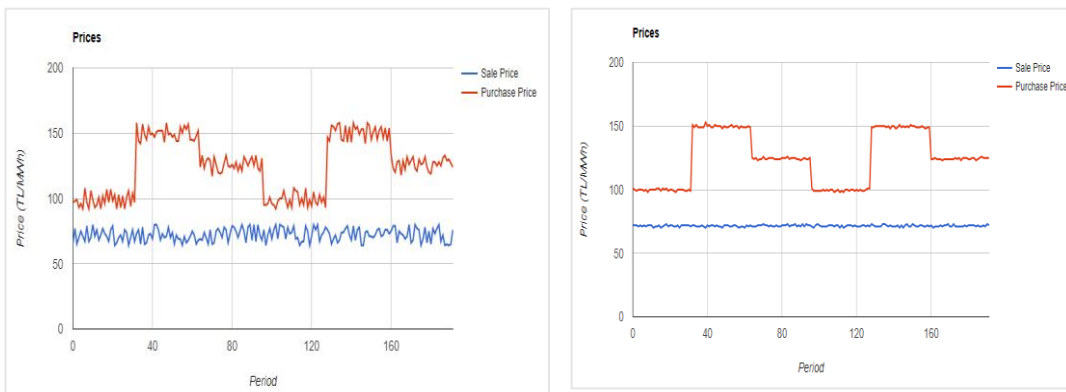 Prices
200
150
100
50
0
Price (TL/MWh)
0 40 80 120 160
Period
Sale Price
Purchase Price
Prices
200
150
100
50
0
Price (TL/MWh)
0 40 80 120 160
Period
Sale Price
Purchase Price